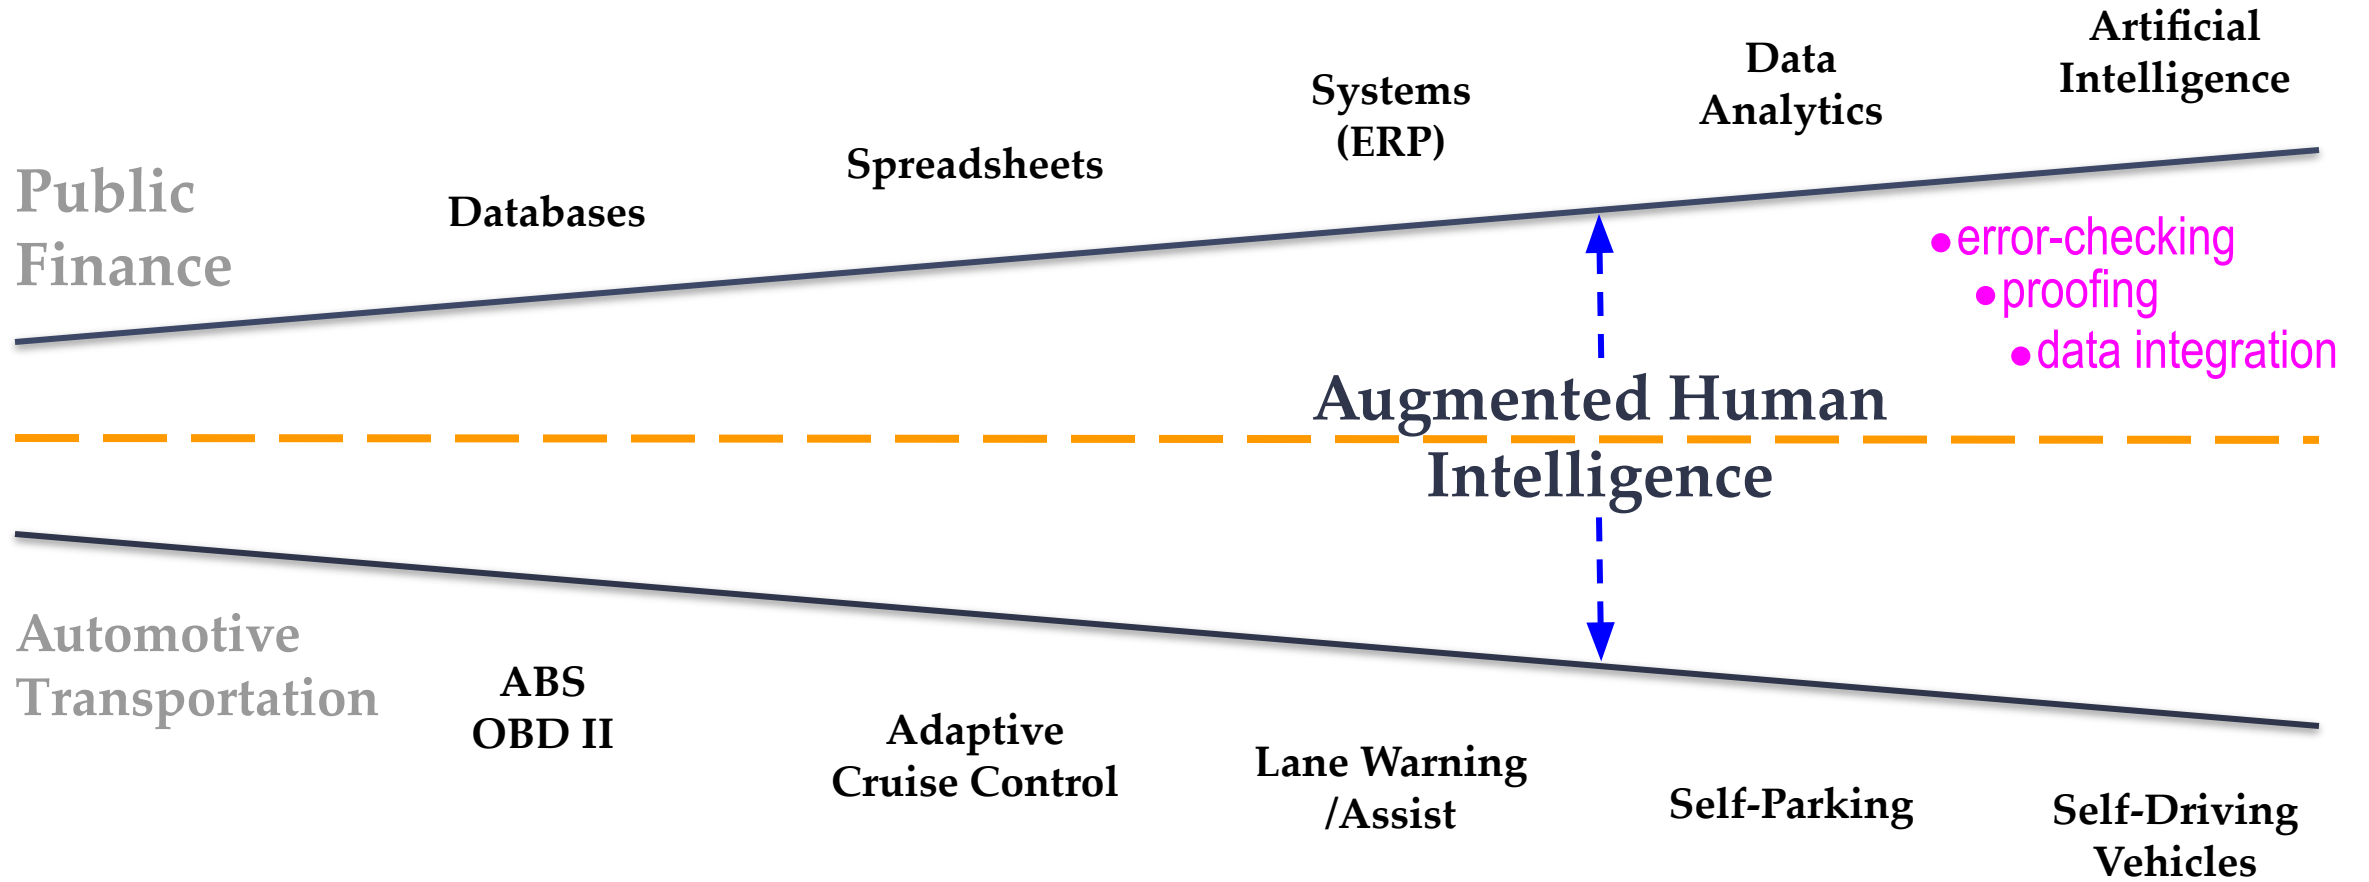 Public
Finance
Databases
Spreadsheets
Systems
(ERP)
Data
Analytics
Artificial
Intelligence
• error-checking
• proofing
• data integration
Augmented Human
Intelligence
Automotive
Transportation
ABS
OBD II
Adaptive
Cruise Control
Lane Warning
/Assist
Self-Parking
Self-Driving
Vehicles